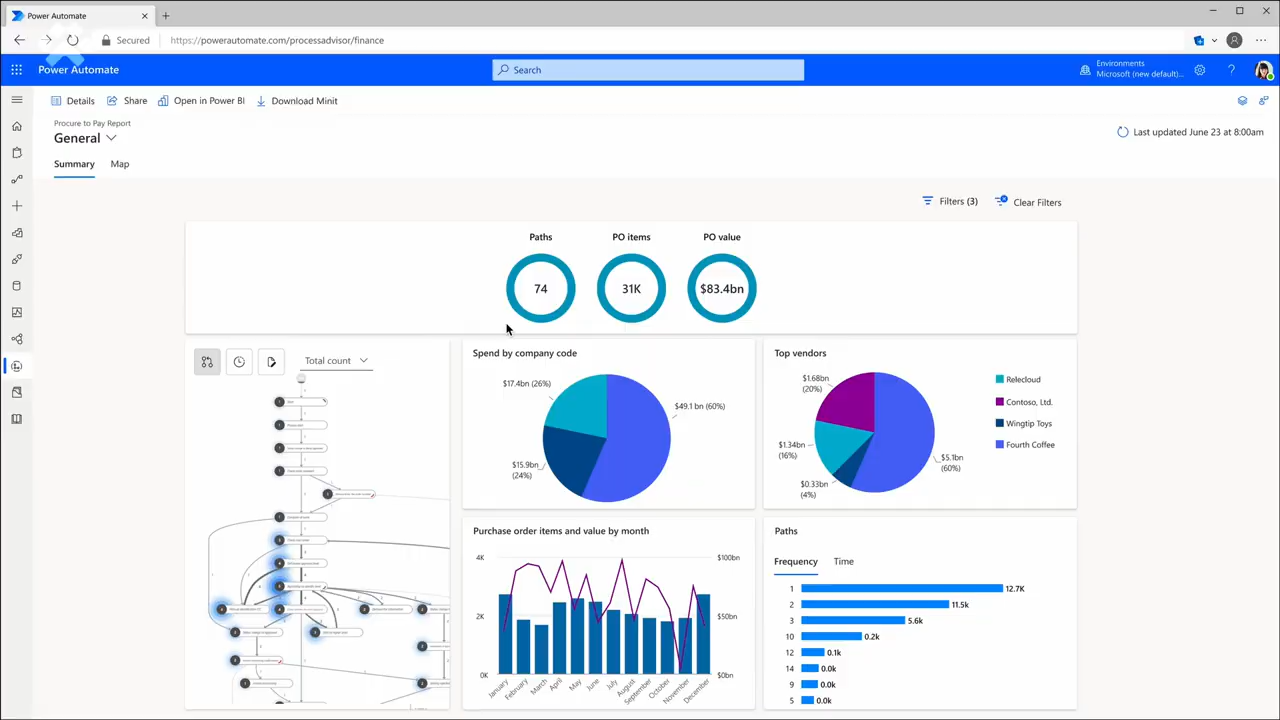 Power Automate
Secured
https://powerautomate.com/processadvisor/finance
Power Automate
Search
Environments
Microsoft (new default)...
Details
Share
Open in Power BI
Download Minit
Procure to Pay Report
General
Last updated June 23 at 8:00am
Summary
Map
Filters (3)
Clear Filters
Paths
PO items
PO value
74
31K
$83.4bn
Total count
Spend by company code
$17.4bn (26%)
$49.1 bn (60%)
$15.9bn
(24%)
Top vendors
$1.68bn
(20%)
$1.34bn
(16%)
$0.33bn
(4%)
$5.1bn
(60%)
Relecloud
Contoso, Ltd.
Wingtip Toys
Fourth Coffee
Purchase order items and value by month
4K
2K
0K
$100bn
$50bn
$0bn
January
February
March
April
May
June
July
August
September
October
November
December
Paths
Frequency
Time
1 12.7K
2 11.5k
3 5.6k
10 0.2k
12 0.1k
14 0.0k
9 0.0k
5 0.0k